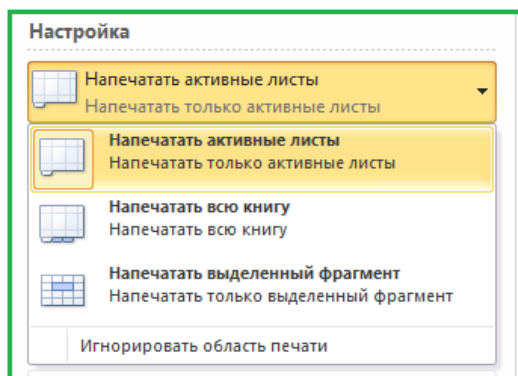 Настройка
Напечатать активные листы
Напечатать только активные листы
Напечатать активные листы
Напечатать только активные листы
Напечатать всю книгу
Напечатать всю книгу
Напечатать выделенный фрагмент
Напечатать только выделенный фрагмент
Игнорировать область печати